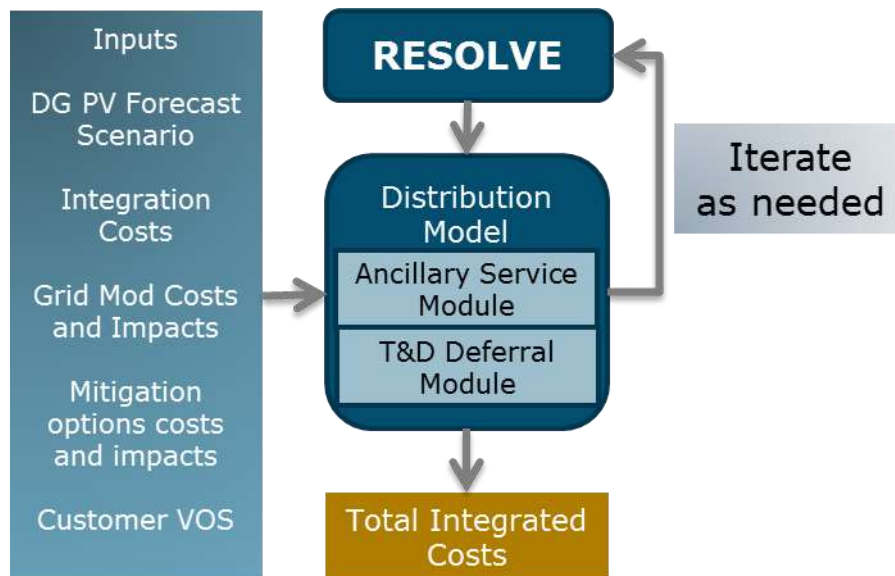 Inputs
DG PV Forecast
Scenario
Integration
Costs
Grid Mod Costs
and Impacts
Mitigation
options costs
and impacts
Customer VOS
RESOLVE
Distribution
Model
Ancillary Service
Module
T&D Deferral
Module
Total Integrated
Costs
Iterate
as needed